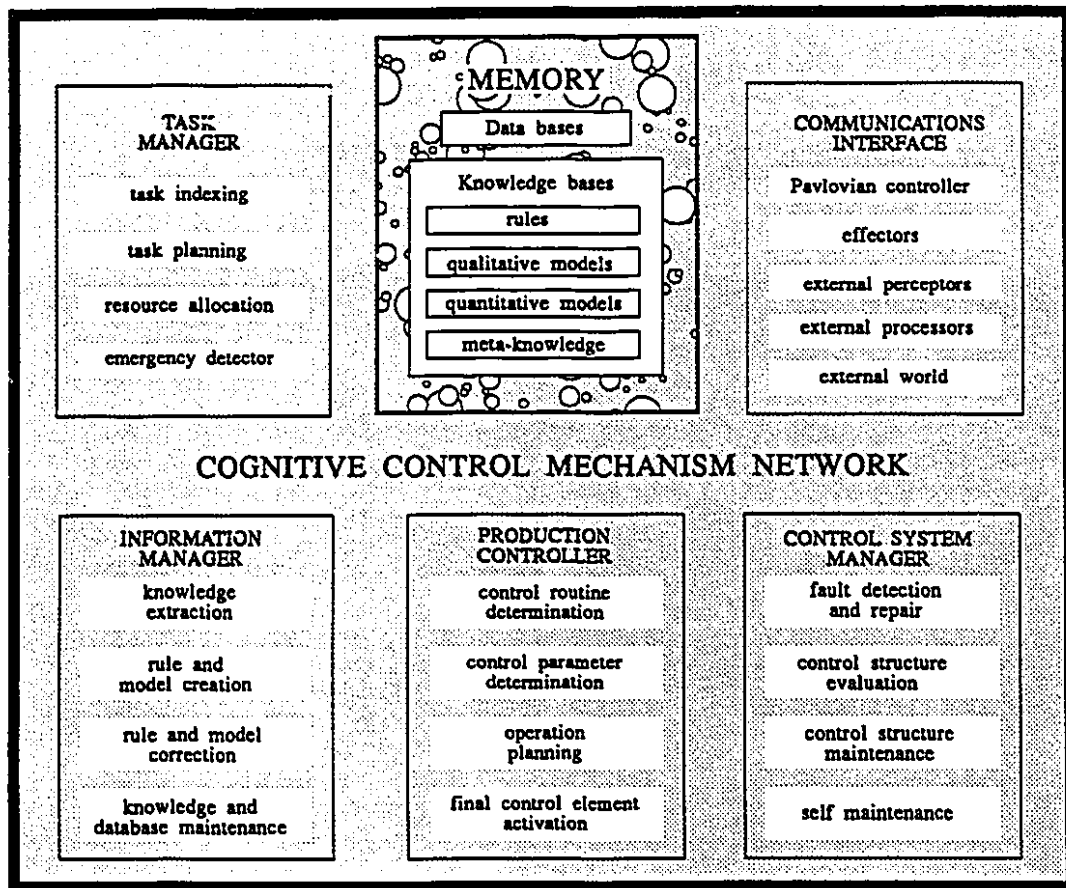 TASK
MANAGER
task indexing
task planning
resource allocation
emergency detector
MEMORY
Data bases
Knowledge bases
rules
qualitative models
quantitative models
meta-knowledge
COMMUNICATIONS
INTERFACE
Pavlovian controller
effectors
external perceptors
external processors
external world
COGNITIVE CONTROL MECHANISM NETWORK
INFORMATION
MANAGER
knowledge
extraction
rule and
model creation
rule and model
correction
knowledge and
database maintenance
PRODUCTION
CONTROLLER
control routine
determination
control parameter
determination
operation
planning
final control element
activation
CONTROL SYSTEM
MANAGER
fault detection
and repair
control structure
evaluation
control structure
maintenance
self maintenance